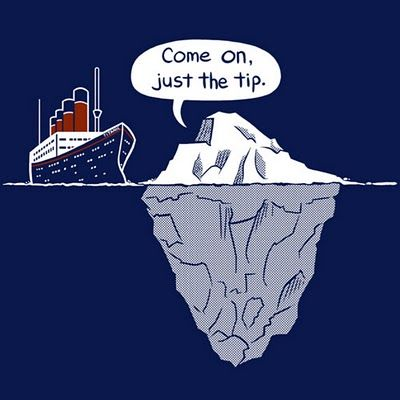 Come on,
just the tip.